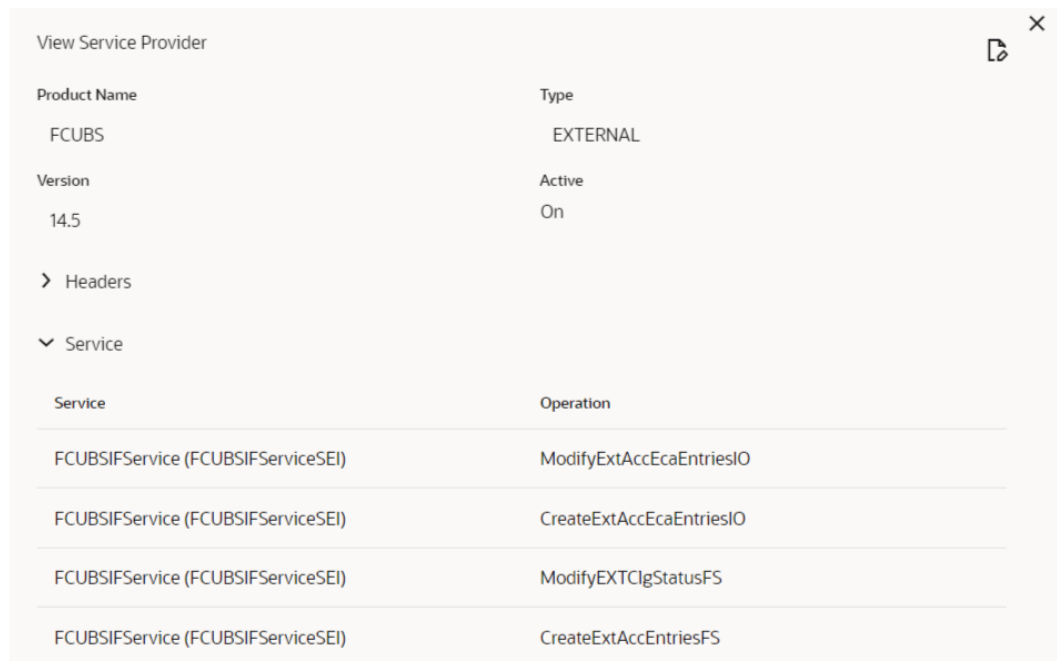 View Service Provider
Product Name Type
FCUBS EXTERNAL
Version Active
14.5 On
Headers
Service
Service Operation
FCUBSIFService (FCUBSIFServiceSEI) ModifyExtAccEcaEntriesIO
FCUBSIFService (FCUBSIFServiceSEI) CreateExtAccEcaEntriesIO
FCUBSIFService (FCUBSIFServiceSEI) ModifyEXTClgStatusFS
FCUBSIFService (FCUBSIFServiceSEI) CreateExtAccEntriesFS